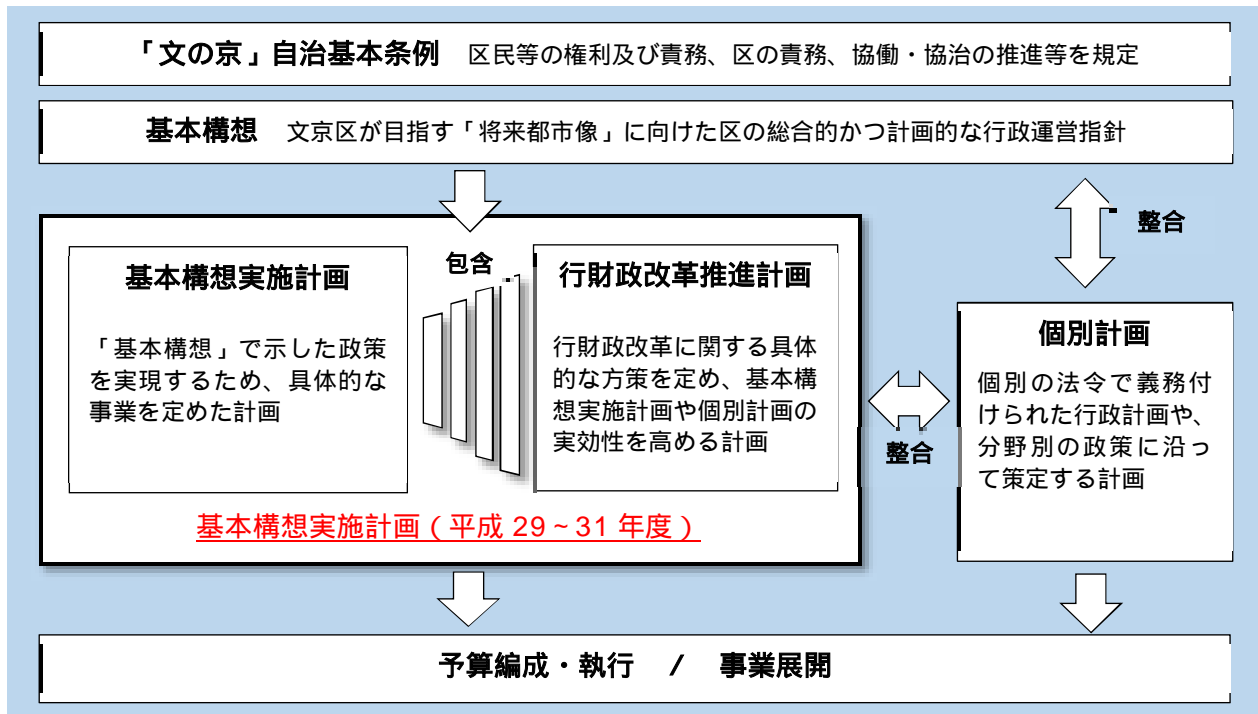 「文の京」自治基本条例 区民等の権利及び責務、区の責務、協働・協治の推進等を規定
基本構想 文京区が目指す「将来都市像」に向けた区の総合的かつ計画的な行政運営指針
整合
包含
基本構想実施計画
「基本構想」で示した政策
を実現するため、具体的な
事業を定めた計画
行財政改革推進計画
行財政改革に関する具体
的な方策を定め、基本構
想実施計画や個別計画の
実効性を高める計画
基本構想実施計画(平成 29~31 年度)
整合
個別計画
個別の法令で義務付
けられた行政計画や、
分野別の政策に沿っ
て策定する計画
予算編成・執行 / 事業展開